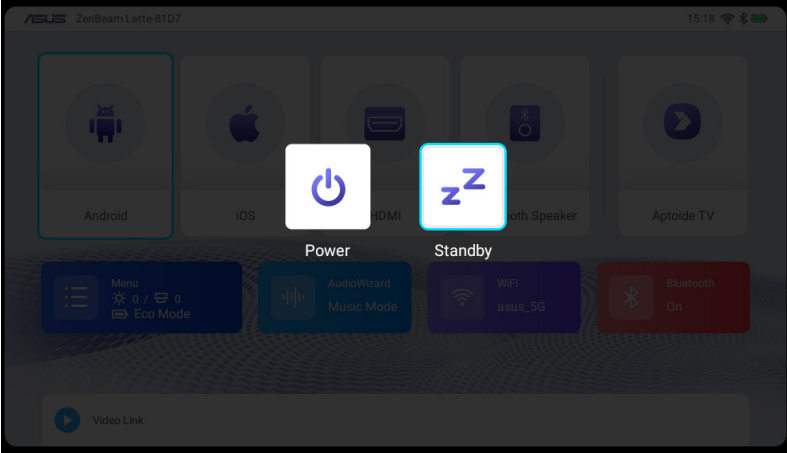 ASUS ZenBeam Latte-81D7 15:18
Android
iOS
HDMI
oth Speaker
Aptoide TV
Power
Standby
Menu
0 / 0
Eco Mode
AudioWizard
Music Mode
WiFi
asus_5G
Bluetooth
On
Video Link